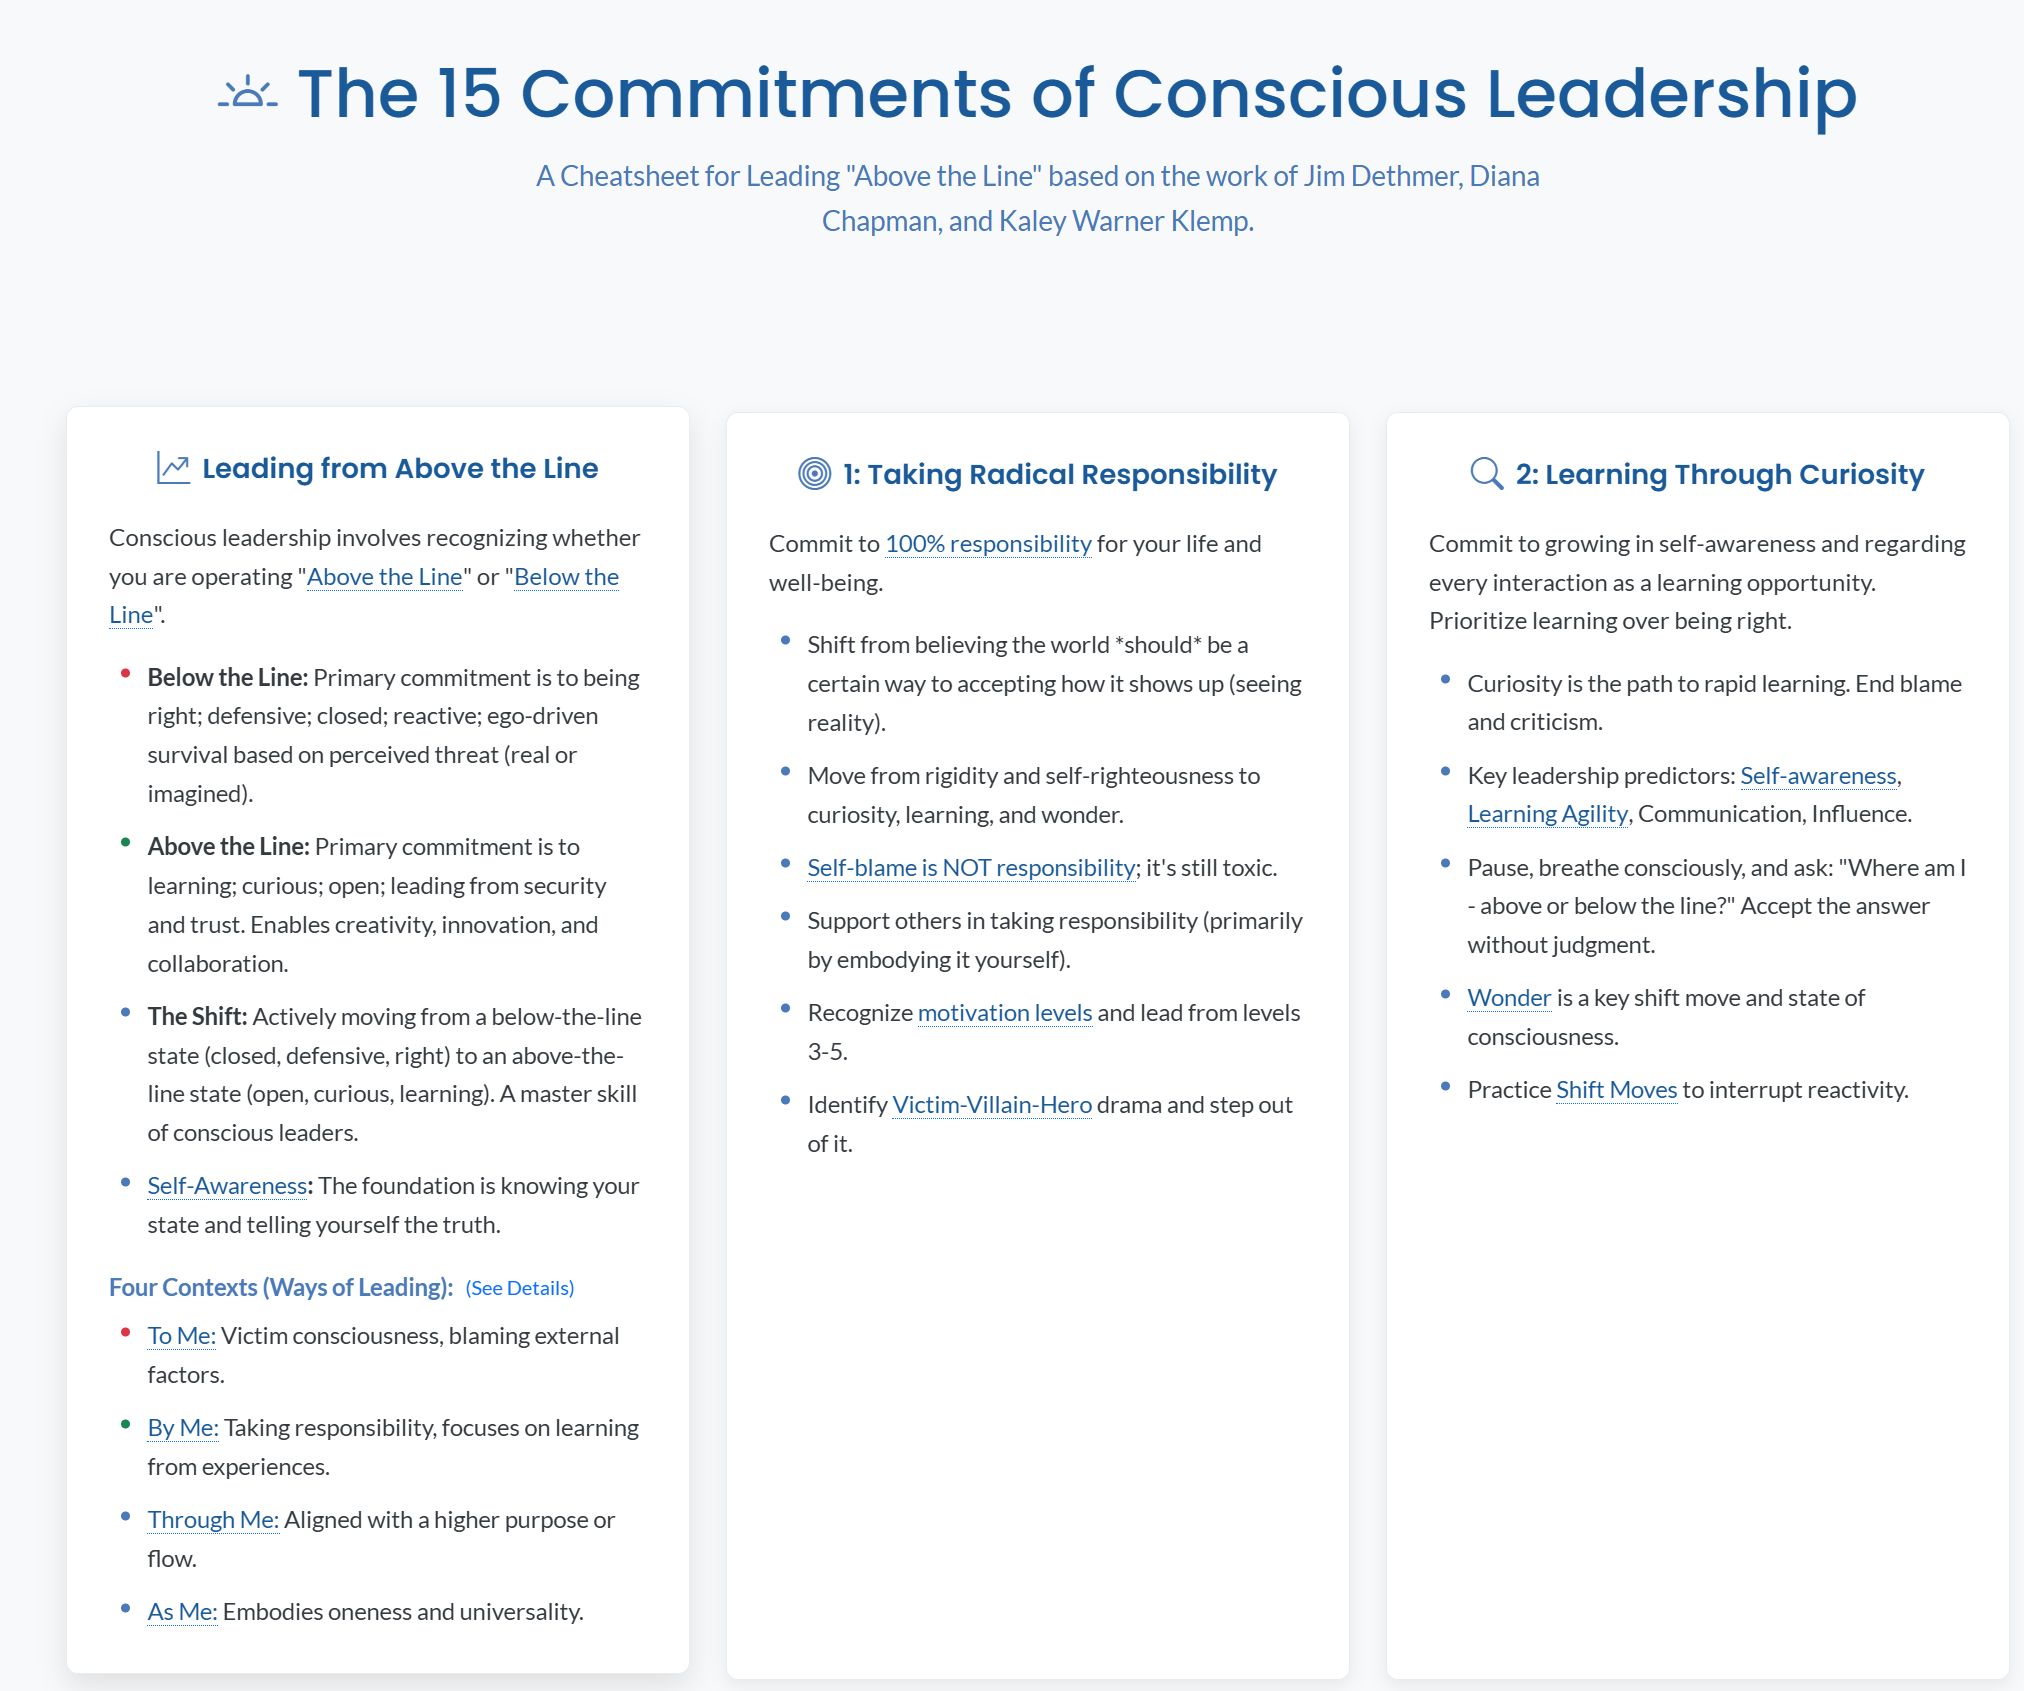 The 15 Commitments of Conscious Leadership
A Cheatsheet for Leading "Above the Line" based on the work of Jim Dethmer, Diana
Chapman, and Kaley Warner Klemp.
Leading from Above the Line
Conscious leadership involves recognizing whether
you are operating "Above the Line" or "Below the
Line".
Below the Line: Primary commitment is to being
right; defensive; closed; reactive; ego-driven
survival based on perceived threat (real or
imagined).
Above the Line: Primary commitment is to
learning; curious; open; leading from security
and trust. Enables creativity, innovation, and
collaboration.
The Shift: Actively moving from a below-the-line
state (closed, defensive, right) to an above-the-
line state (open, curious, learning). A master skill
of conscious leaders.
Self-Awareness: The foundation is knowing your
state and telling yourself the truth.
Four Contexts (Ways of Leading): (See Details)
To Me: Victim consciousness, blaming external
factors.
By Me: Taking responsibility, focuses on learning
from experiences.
Through Me: Aligned with a higher purpose or
flow.
As Me: Embodies oneness and universality.
1: Taking Radical Responsibility
Commit to 100% responsibility for your life and
well-being.
Shift from believing the world *should* be a
certain way to accepting how it shows up (seeing
reality).
Move from rigidity and self-righteousness to
curiosity, learning, and wonder.
Self-blame is NOT responsibility; it's still toxic.
Support others in taking responsibility (primarily
by embodying it yourself).
Recognize motivation levels and lead from levels
3-5.
Identify Victim-Villain-Hero drama and step out
of it.
2: Learning Through Curiosity
Commit to growing in self-awareness and regarding
every interaction as a learning opportunity.
Prioritize learning over being right.
Curiosity is the path to rapid learning. End blame
and criticism.
Key leadership predictors: Self-awareness,
Learning Agility, Communication, Influence.
Pause, breathe consciously, and ask: "Where am I
- above or below the line?" Accept the answer
without judgment.
Wonder is a key shift move and state of
consciousness.
Practice Shift Moves to interrupt reactivity.